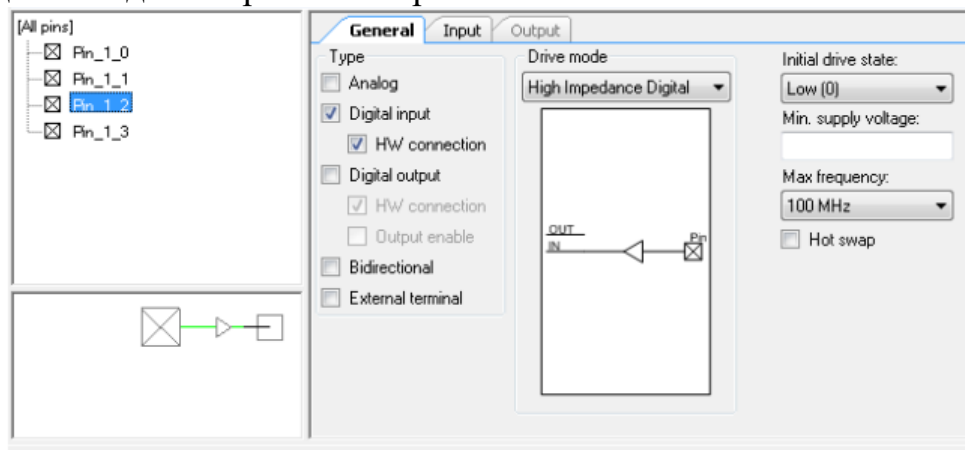 [All pins]
Pin_1_0
Pin_1_1
Pin_1_2
Pin_1_3
General
Input
Output
Type
Analog
Digital input
HW connection
Digital output
HW connection
Output enable
Bidirectional
External terminal
Drive mode
High Impedance Digital
OUT
IN
Pin
Initial drive state:
Low (0)
Min. supply voltage:
Max frequency:
100 MHz
Hot swap